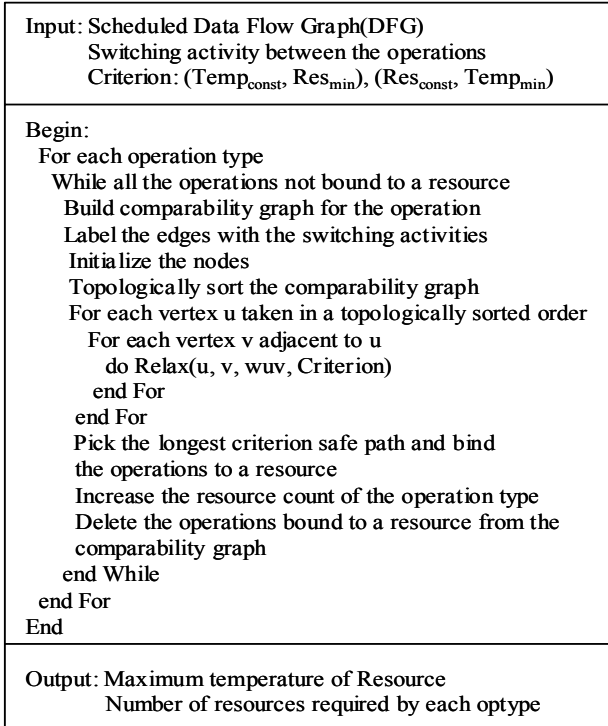 Input: Scheduled Data Flow Graph(DFG)
Switching activity between the operations
Criterion: (Temp_const, Res_min), (Res_const, Temp_min)
Begin:
For each operation type
While all the operations not bound to a resource
Build comparability graph for the operation
Label the edges with the switching activities
Initialize the nodes
Topologically sort the comparability graph
For each vertex u taken in a topologically sorted order
For each vertex v adjacent to u
do Relax(u, v, wuv, Criterion)
end For
end For
Pick the longest criterion safe path and bind
the operations to a resource
Increase the resource count of the operation type
Delete the operations bound to a resource from the
comparability graph
end While
end For
End
Output: Maximum temperature of Resource
Number of resources required by each optype